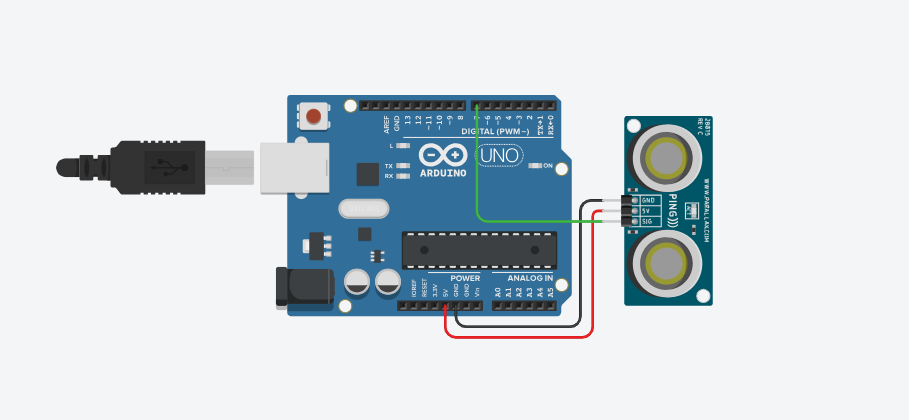 AREF
GND
13
12
~11
~10
~9
8
7
~6
~5
4
~3
2
TX→1
RX←0
DIGITAL (PWM~)
L
TX
RX
ARDUINO
UNO
ON
POWER
ANALOG IN
IOREF
RESET
3.3V
5V
GND
GND
Vin
A0
A1
A2
A3
A4
A5
28015
REV C
WWW.PARALLAX.COM
PING)))
GND
5V
SIG